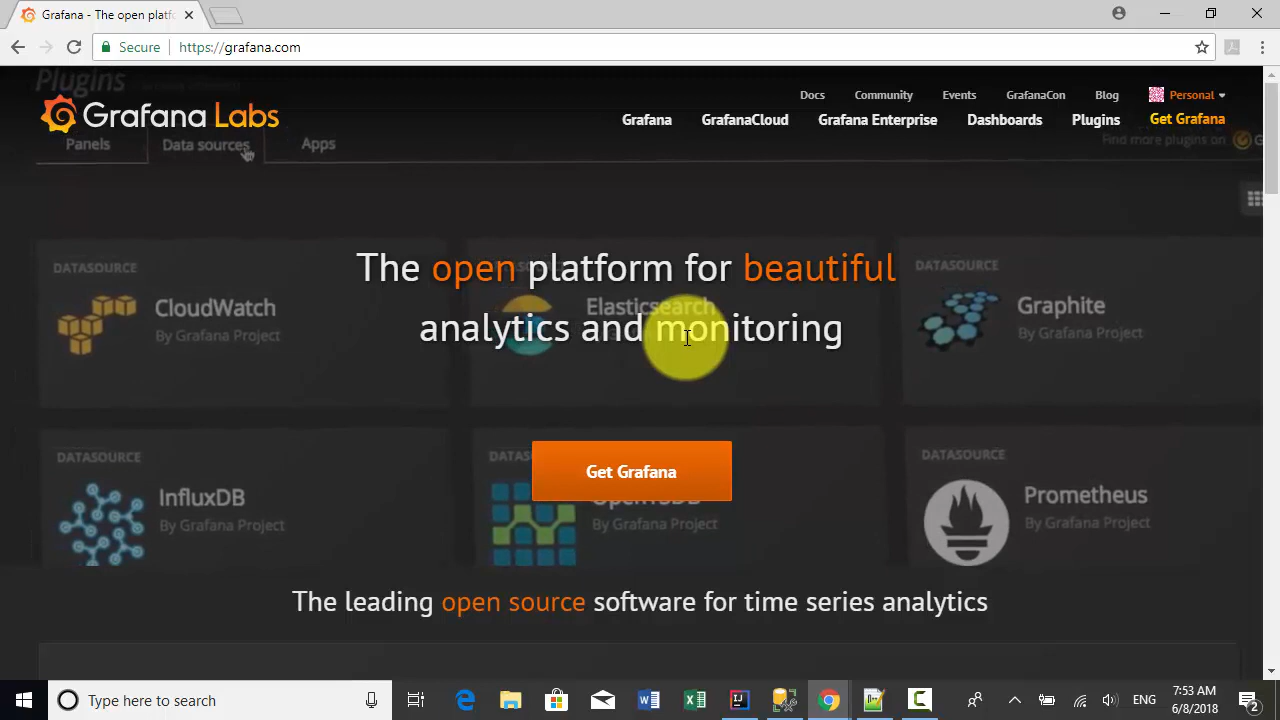 Grafana - The open platf
Secure
https://grafana.com
Plugins
Grafana Labs
Docs
Community
Events
GrafanaCon
Blog
Personal
Grafana
GrafanaCloud
Grafana Enterprise
Dashboards
Plugins
Get Grafana
Panels
Data sources
Apps
Find more plugins on
The open platform for beautiful
analytics and monitoring
DATASOURCE
CloudWatch
By Grafana Project
Elasticsearch
DATASOURCE
Graphite
By Grafana Project
Get Grafana
DATASOURCE
InfluxDB
By Grafana Project
OpenTSDB
By Grafana Project
DATASOURCE
Prometheus
By Grafana Project
The leading open source software for time series analytics
Type here to search
ENG
7:53 AM
6/8/2018
2